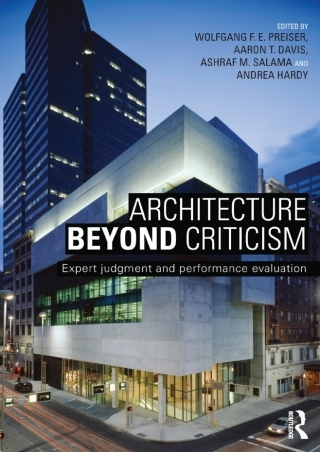 EDITED BY
WOLFGANG F. E. PREISER,
AARON T. DAVIS,
ASHRAF M. SALAMA AND
ANDREA HARDY
ARCHITECTURE
BEYOND CRITICISM
Expert judgment and performance evaluation
ROUTLEDGE